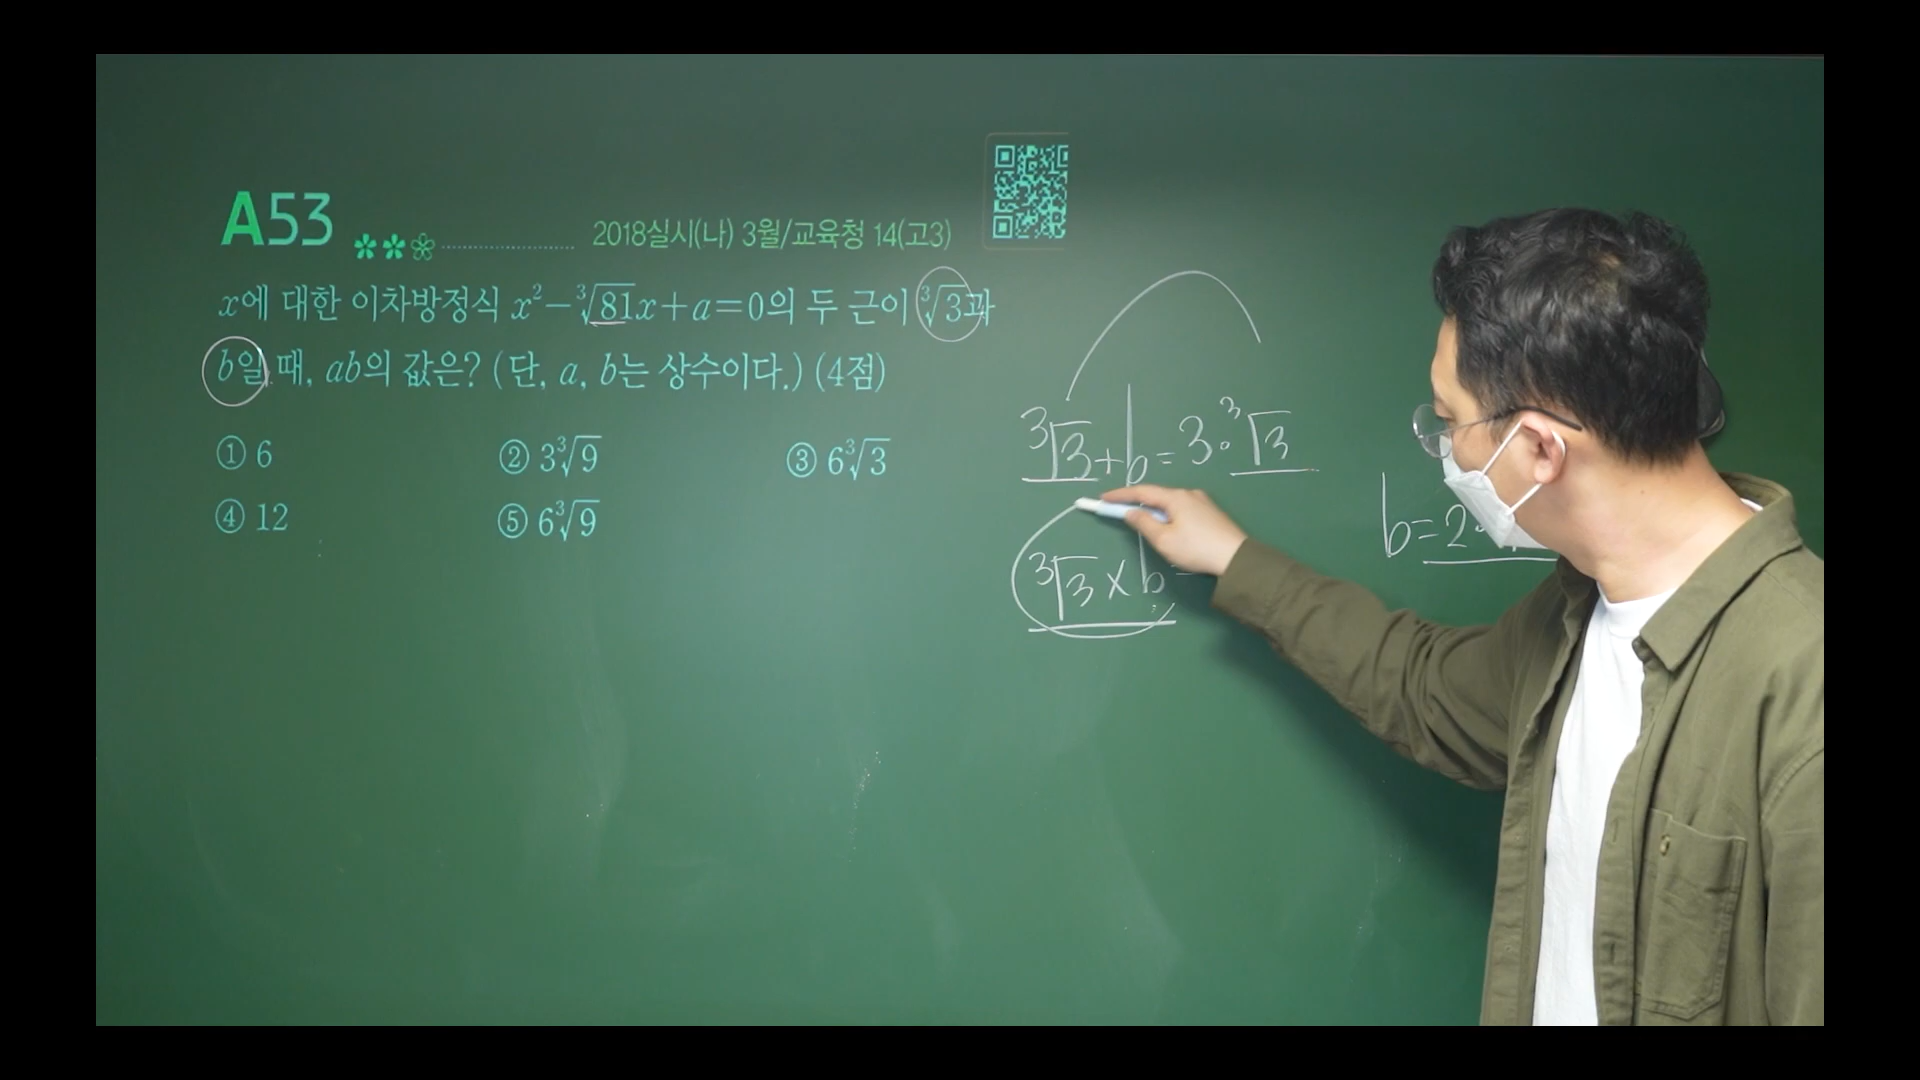 A53
2018실시(나) 3월/교육청 14(고3)
x에 대한 이차방정식 x²-∛81x+a=0의 두 근이 ∛3과
b일 때, ab의 값은? (단, a, b는 상수이다.) (4점)
① 6 ② 3∛9 ③ 6∛3
④ 12 ⑤ 6∛9
∛3+b=3·∛3
b=2·
∛3×b=